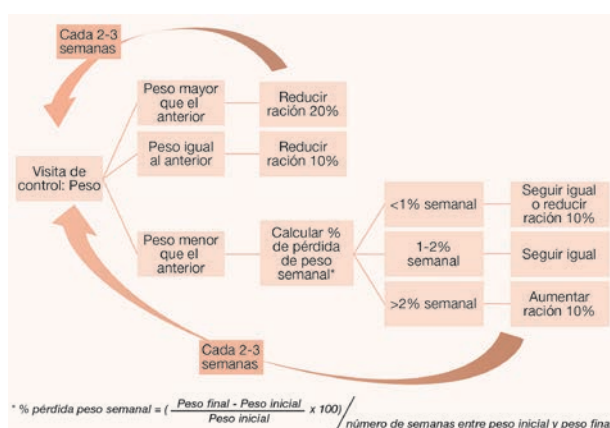 Cada 2-3
semanas
Peso mayor
que el
anterior
Reducir
ración 20%
Peso igual
al anterior
Reducir
ración 10%
Visita de
control: Peso
Peso menor
que el
anterior
Calcular %
de pérdida
de peso
semanal*
<1% semanal
Seguir igual
o reducir
ración 10%
1-2%
semanal
Seguir igual
>2% semanal
Aumentar
ración 10%
Cada 2-3
semanas
* % pérdida peso semanal = ( Peso final - Peso inicial / Peso inicial x 100) / número de semanas entre peso inicial y peso fina